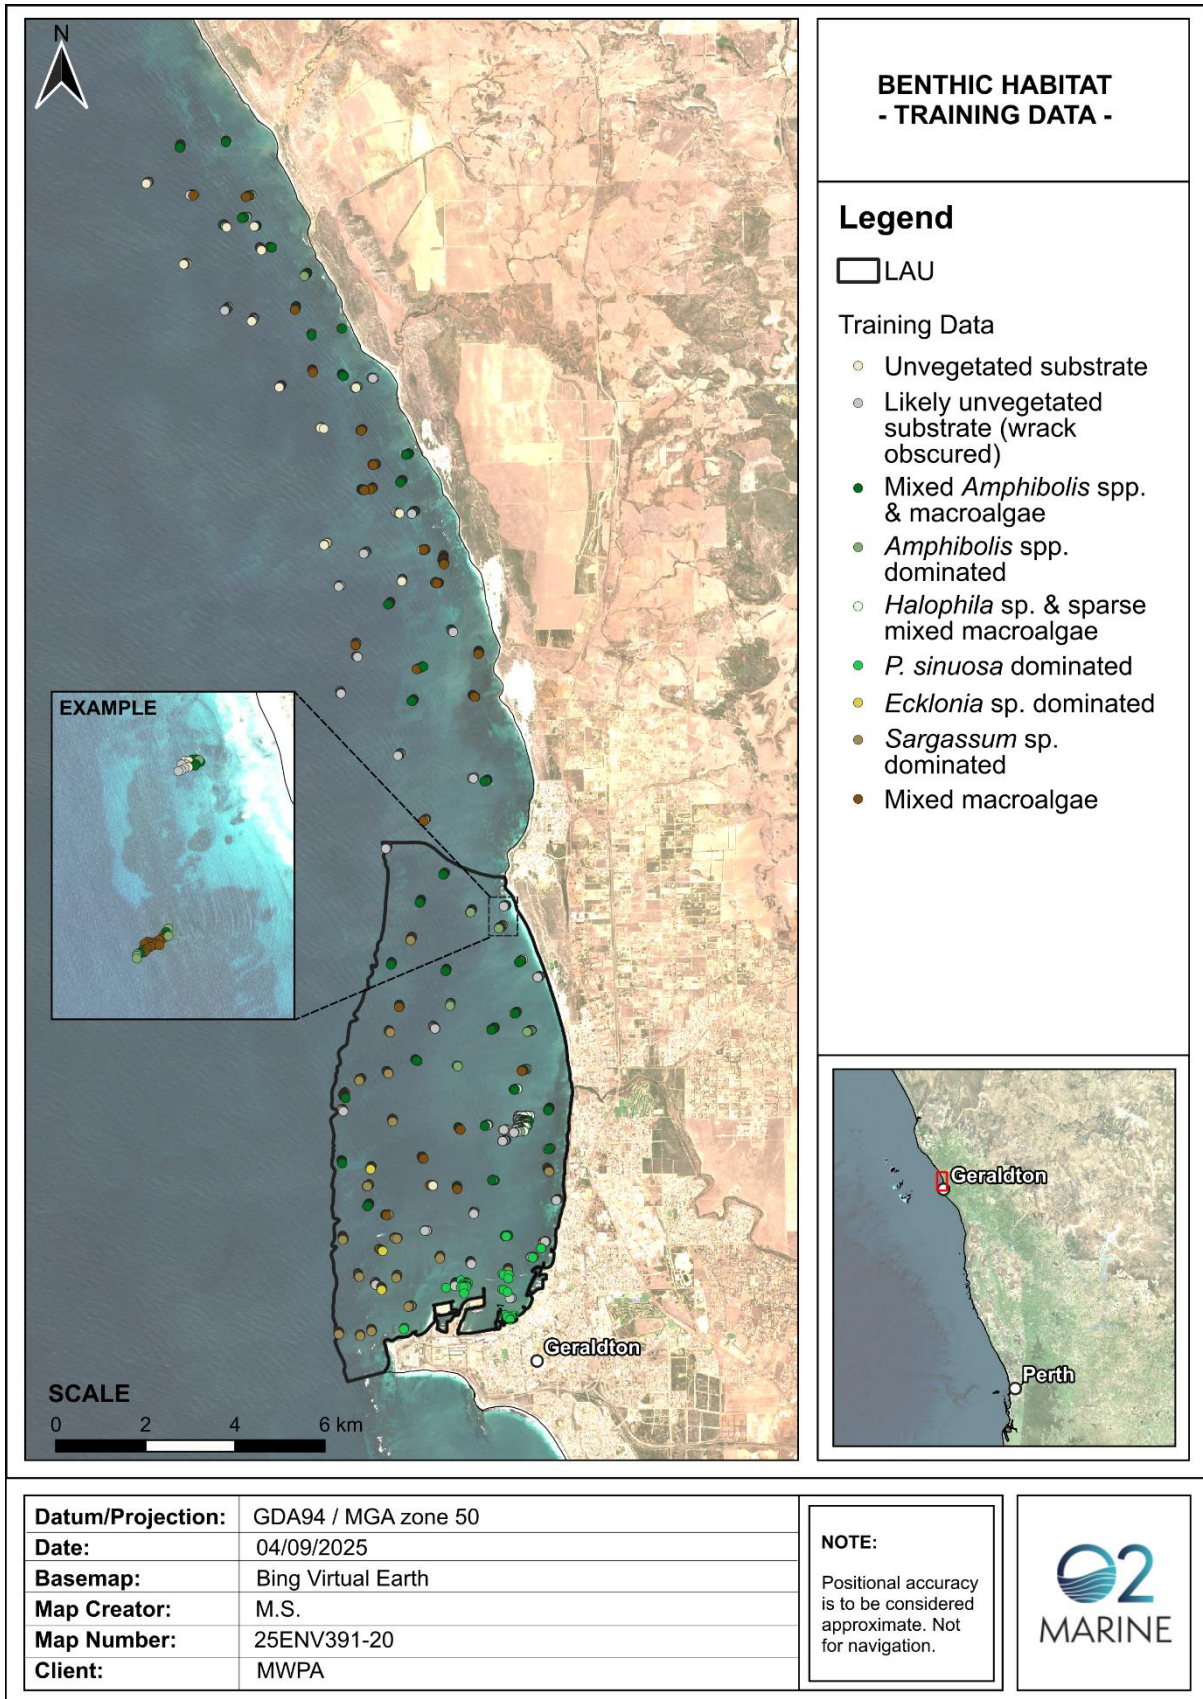 N
BENTHIC HABITAT
- TRAINING DATA -
Legend
LAU
Training Data
Unvegetated substrate
Likely unvegetated
substrate (wrack
obscured)
Mixed Amphibolis spp.
& macroalgae
Amphibolis spp.
dominated
Halophila sp. & sparse
mixed macroalgae
P. sinuosa dominated
Ecklonia sp. dominated
Sargassum sp.
dominated
Mixed macroalgae
EXAMPLE
Geraldton
SCALE
0 2 4 6 km
Geraldton
Perth
Datum/Projection: GDA94 / MGA zone 50
Date: 04/09/2025
Basemap: Bing Virtual Earth
Map Creator: M.S.
Map Number: 25ENV391-20
Client: MWPA
NOTE:
Positional accuracy
is to be considered
approximate. Not
for navigation.
O2
MARINE